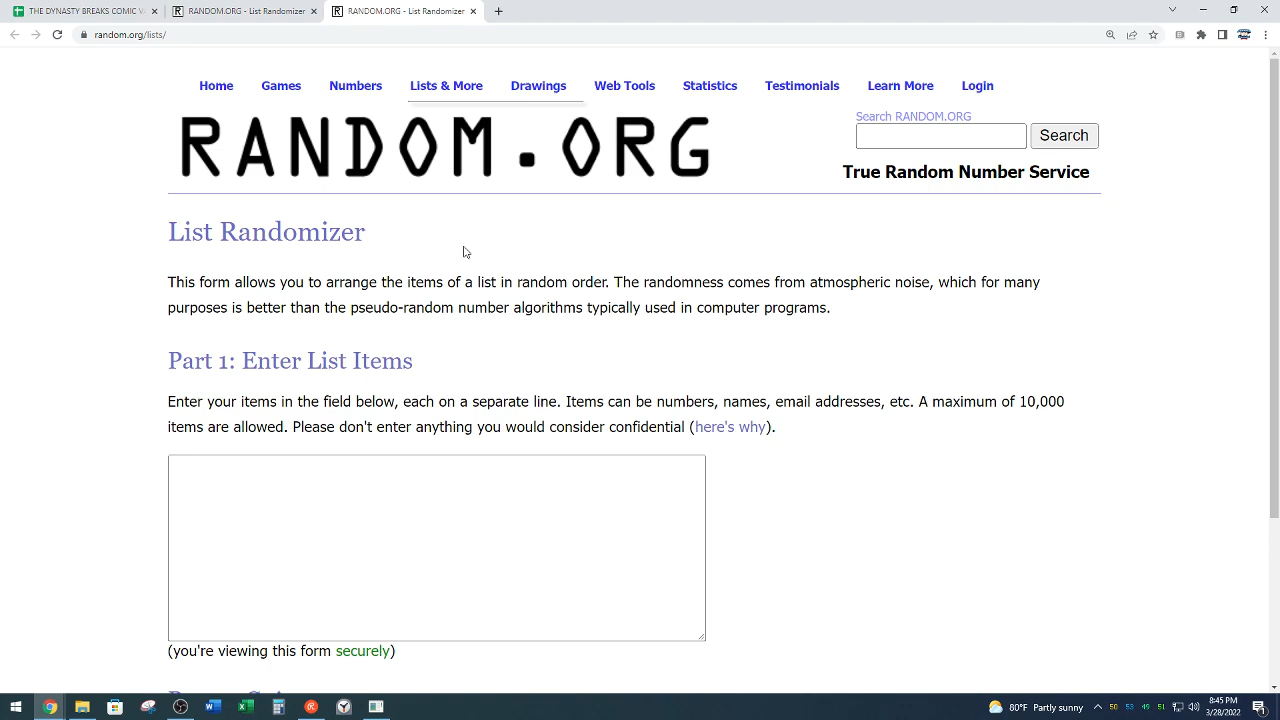 THE DYNASTY BREAKS COMIC V
RANDOM.ORG - List Randomizer
RANDOM.ORG - List Randomizer
random.org/lists/
Home Games Numbers Lists & More Drawings Web Tools Statistics Testimonials Learn More Login
RANDOM.ORG
Search RANDOM.ORG
Search
True Random Number Service
List Randomizer
This form allows you to arrange the items of a list in random order. The randomness comes from atmospheric noise, which for many
purposes is better than the pseudo-random number algorithms typically used in computer programs.
Part 1: Enter List Items
Enter your items in the field below, each on a separate line. Items can be numbers, names, email addresses, etc. A maximum of 10,000
items are allowed. Please don't enter anything you would consider confidential (here's why).
(you're viewing this form securely)
80°F Partly sunny
50 53 49 51
8:45 PM
3/28/2022